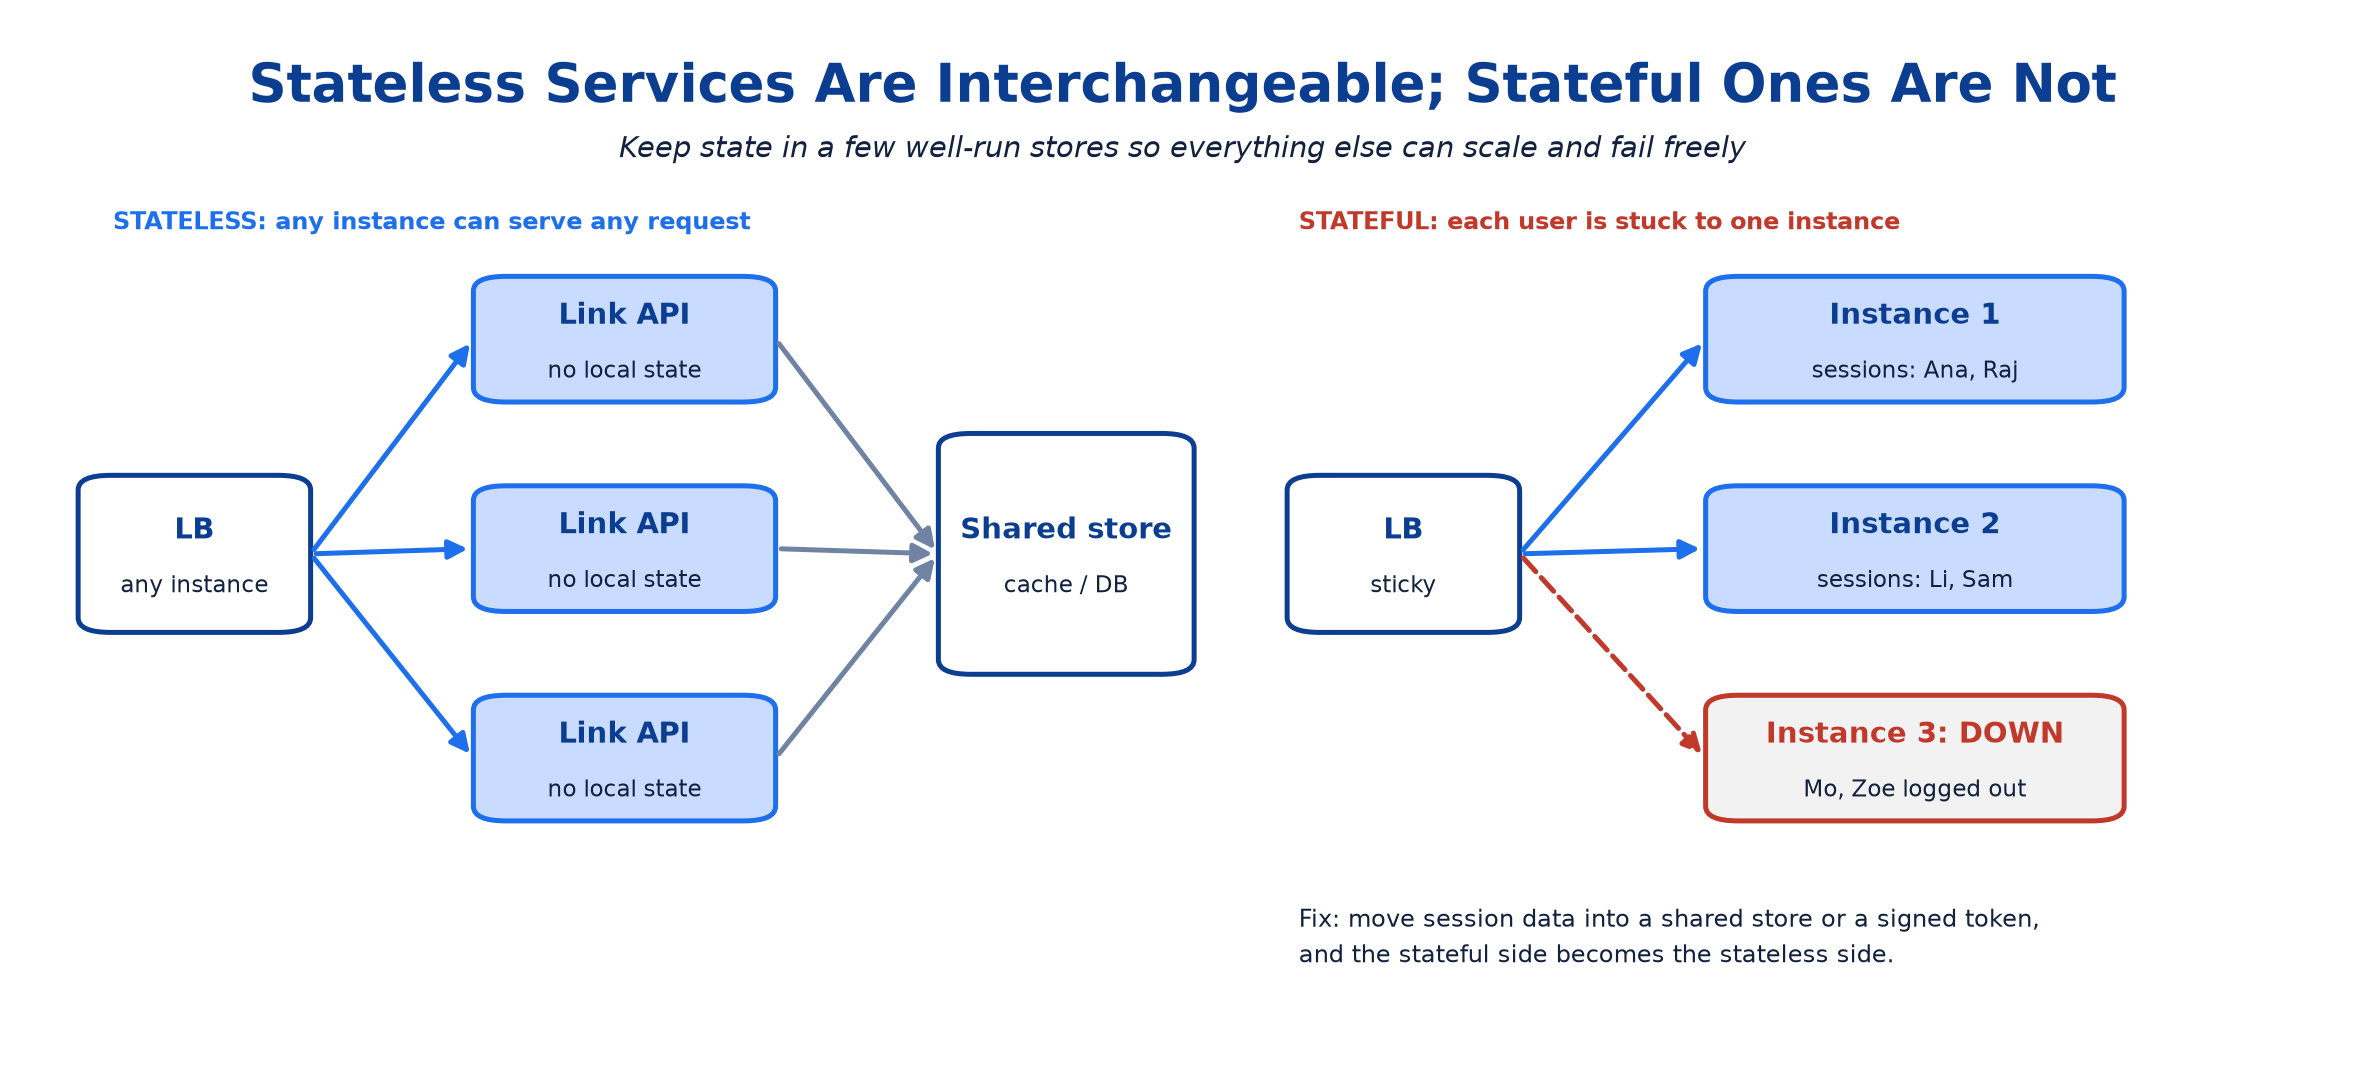 Stateless Services Are Interchangeable; Stateful Ones Are Not
Keep state in a few well-run stores so everything else can scale and fail freely
STATELESS: any instance can serve any request
LB
any instance
Link API
no local state
Link API
no local state
Link API
no local state
Shared store
cache / DB
STATEFUL: each user is stuck to one instance
LB
sticky
Instance 1
sessions: Ana, Raj
Instance 2
sessions: Li, Sam
Instance 3: DOWN
Mo, Zoe logged out
Fix: move session data into a shared store or a signed token,
and the stateful side becomes the stateless side.